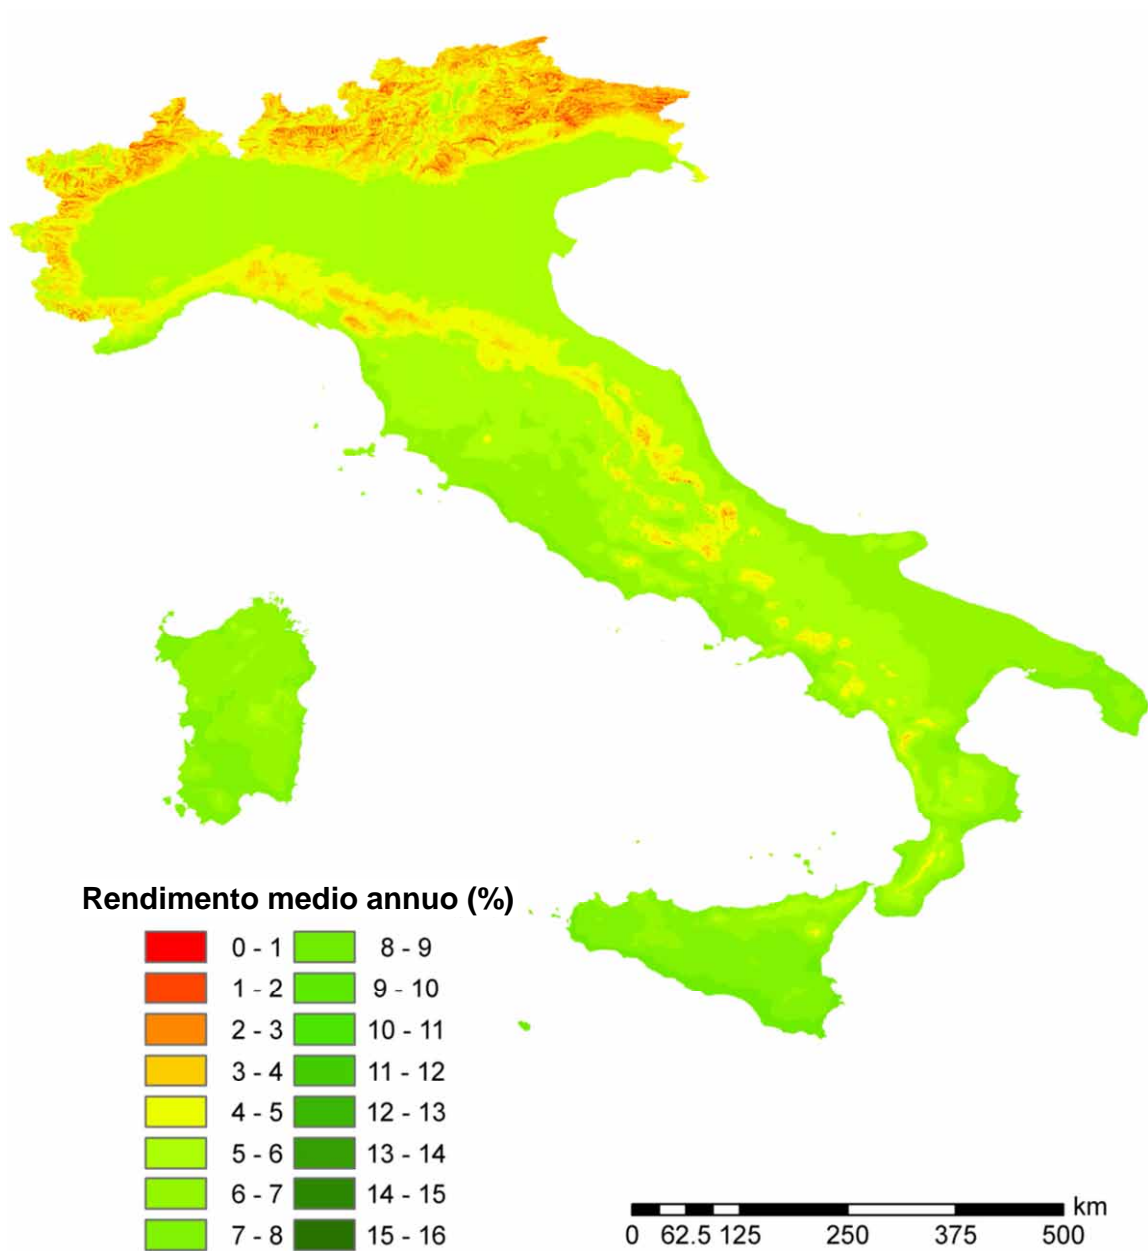 Rendimento medio annuo (%)
0 - 1 8 - 9
1 - 2 9 - 10
2 - 3 10 - 11
3 - 4 11 - 12
4 - 5 12 - 13
5 - 6 13 - 14
6 - 7 14 - 15
7 - 8 15 - 16
km
0 62.5 125 250 375 500